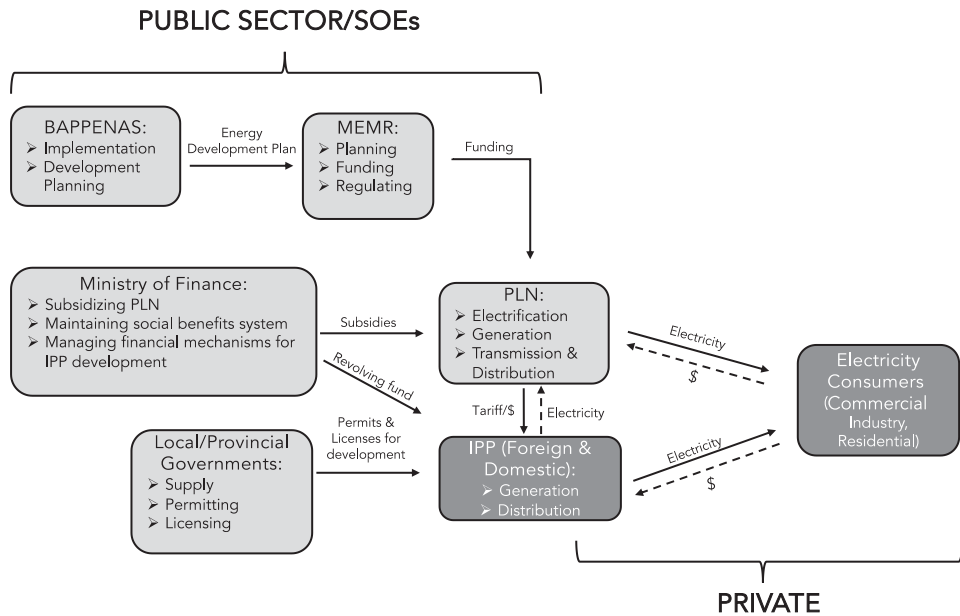 PUBLIC SECTOR/SOEs
BAPPENAS:
➢ Implementation
➢ Development
Planning
Energy
Development Plan
MEMR:
➢ Planning
➢ Funding
➢ Regulating
Funding
Ministry of Finance:
➢ Subsidizing PLN
➢ Maintaining social benefits system
➢ Managing financial mechanisms for
IPP development
Subsidies
Revolving fund
PLN:
➢ Electrification
➢ Generation
➢ Transmission &
Distribution
Electricity
$
Electricity
Consumers
(Commercial
Industry,
Residential)
Tariff/$
Electricity
Local/Provincial
Governments:
➢ Supply
➢ Permitting
➢ Licensing
Permits &
Licenses for
development
IPP (Foreign &
Domestic):
➢ Generation
➢ Distribution
Electricity
$
PRIVATE